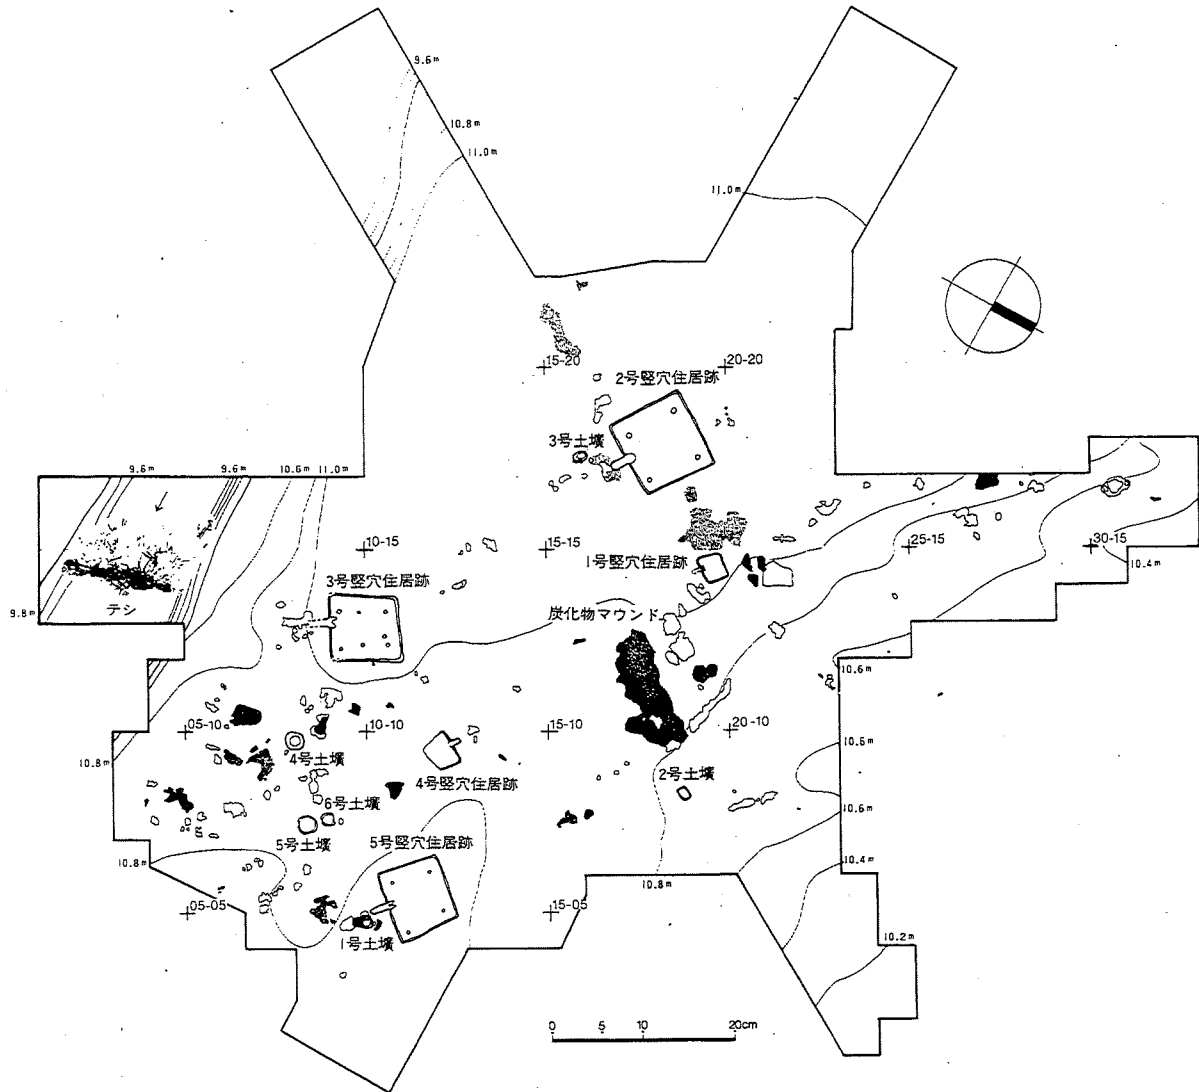 9.6m
10.8m
11.0m
11.0m
15-20
20-20
2号竪穴住居跡
3号土壙
9.6m
9.6m
10.6m
11.0m
10-15
15-15
25-15
30-15
1号竪穴住居跡
10.4m
3号竪穴住居跡
テシ
9.8m
炭化物マウンド
10.6m
05-10
10-10
15-10
20-10
10.6m
4号土壙
10.8m
4号竪穴住居跡
2号土壙
6号土壙
10.6m
5号土壙
5号竪穴住居跡
10.8m
10.4m
10.8m
05-05
15-05
1号土壙
10.2m
0 5 10 20cm